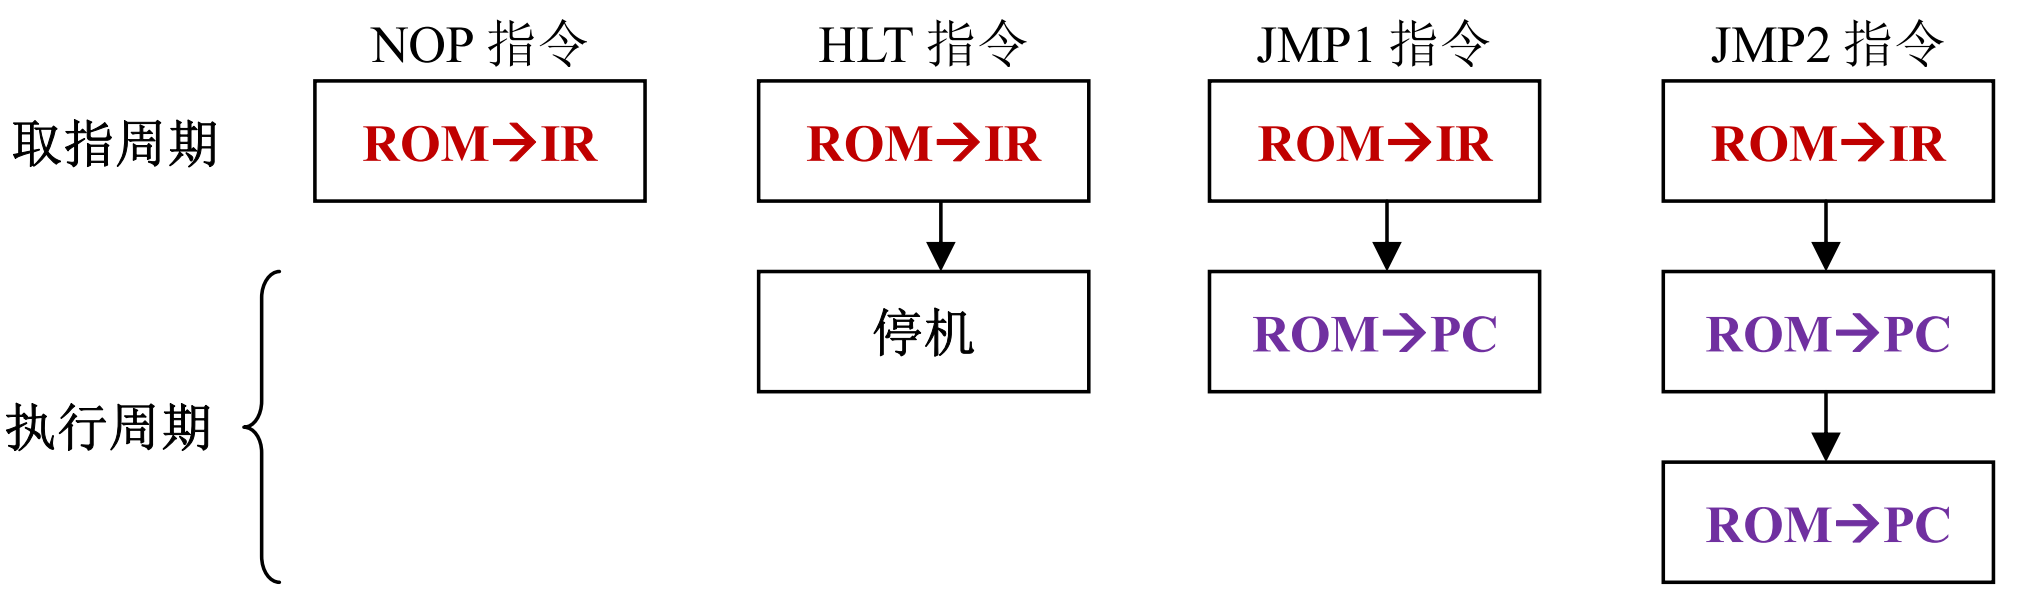 NOP 指令 HLT 指令 JMP1 指令 JMP2 指令
取指周期 ROM→IR ROM→IR ROM→IR ROM→IR
停机 ROM→PC ROM→PC
执行周期
ROM→PC